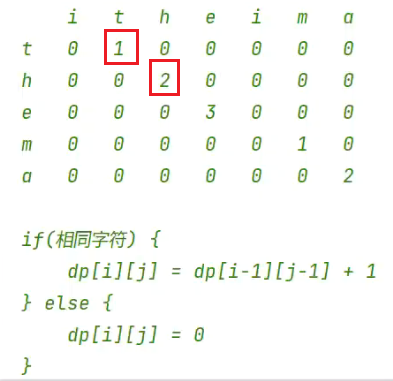 i t h e i m a
t 0 1 0 0 0 0 0
h 0 0 2 0 0 0 0
e 0 0 0 3 0 0 0
m 0 0 0 0 0 1 0
a 0 0 0 0 0 0 2
if(相同字符) {
dp[i][j] = dp[i-1][j-1] + 1
} else {
dp[i][j] = 0
}